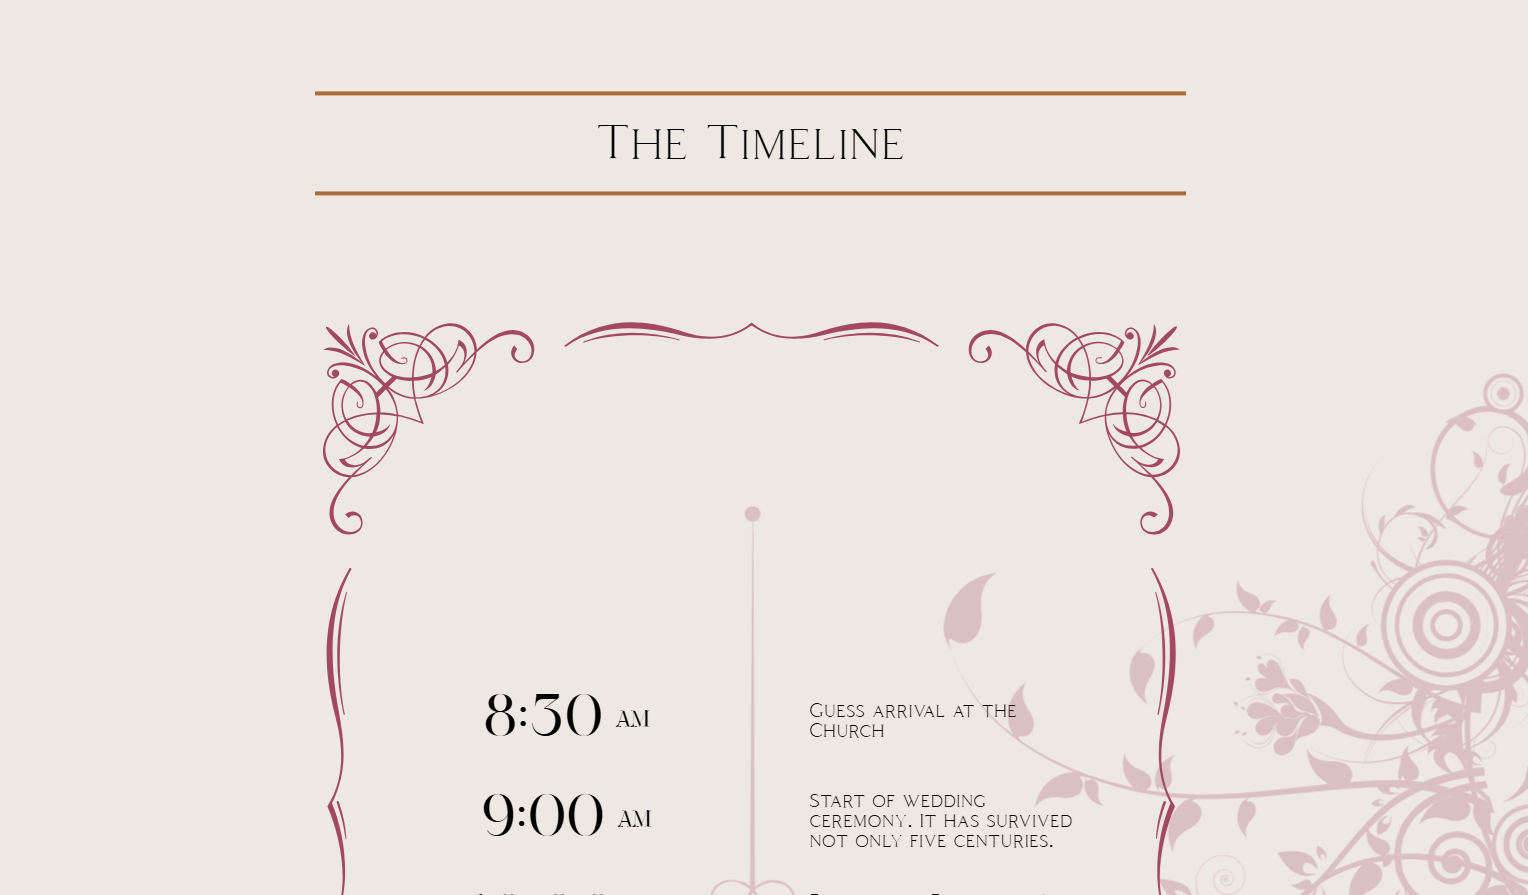 The Timeline
8:30 AM
Guess arrival at the
Church
9:00 AM
Start of wedding
ceremony. It has survived
not only five centuries.